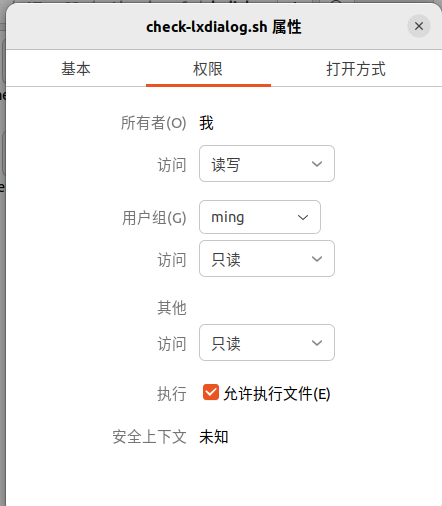 check-lxdialog.sh 属性
基本 权限 打开方式
所有者(O) 我
访问 读写
用户组(G) ming
访问 只读
其他
访问 只读
执行 允许执行文件(E)
安全上下文 未知